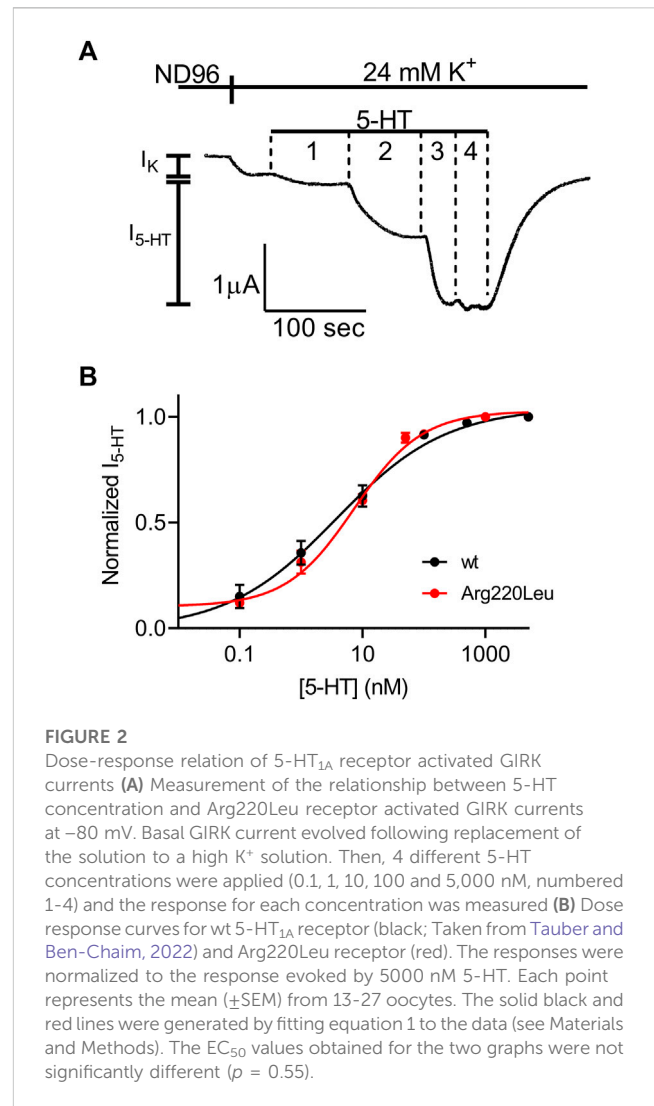 A
ND96
24 mM K⁺
5-HT
1 2 3 4
I_K
I_5-HT
1µA
100 sec
B
Normalized I_5-HT
1.0
0.5
0.0
wt
Arg220Leu
0.1 10 1000
[5-HT] (nM)
FIGURE 2
Dose-response relation of 5-HT₁A receptor activated GIRK
currents (A) Measurement of the relationship between 5-HT
concentration and Arg220Leu receptor activated GIRK currents
at −80 mV. Basal GIRK current evolved following replacement of
the solution to a high K⁺ solution. Then, 4 different 5-HT
concentrations were applied (0.1, 1, 10, 100 and 5,000 nM, numbered
1-4) and the response for each concentration was measured (B) Dose
response curves for wt 5-HT₁A receptor (black; Taken from Tauber and
Ben-Chaim, 2022) and Arg220Leu receptor (red). The responses were
normalized to the response evoked by 5000 nM 5-HT. Each point
represents the mean (±SEM) from 13-27 oocytes. The solid black and
red lines were generated by fitting equation 1 to the data (see Materials
and Methods). The EC₅₀ values obtained for the two graphs were not
significantly different (p = 0.55).